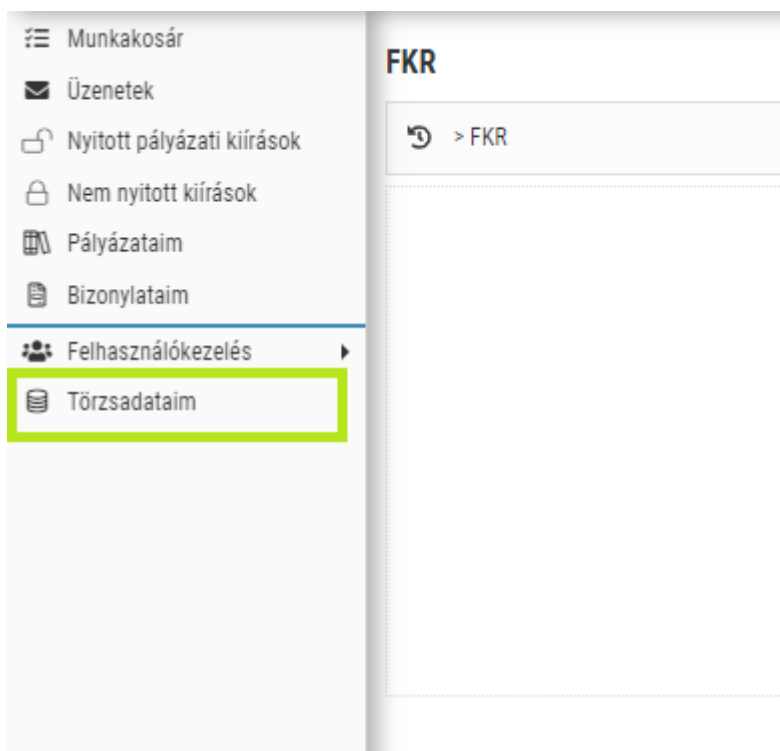 Munkakosár
Üzenetek
Nyitott pályázati kiírások
Nem nyitott kiírások
Pályázataim
Bizonylataim
Felhasználókezelés
Törzsadataim
FKR
> FKR